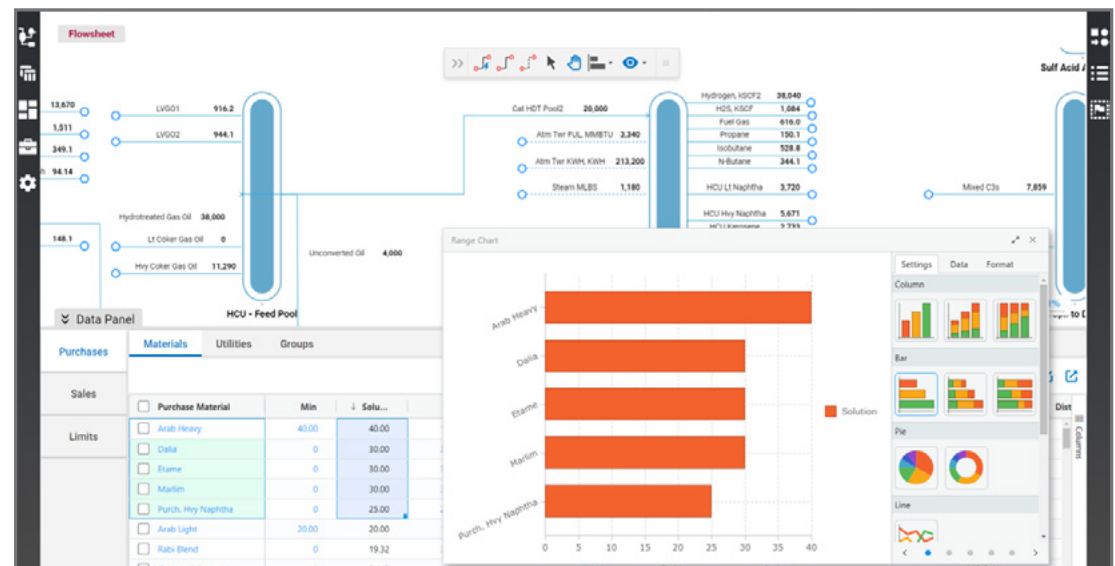 Flowsheet
Sulf Acid
13,670
1,511
349.1
94.14
148.1
LVGO1 916.2
LVGO2 944.1
Hydrotreated Gas Oil 38,000
Lt Coker Gas Oil 0
Hvy Coker Gas Oil 11,290
HCU - Feed Pool
Unconverted Oil 4,000
Cat HDT Pool2 20,000
Atm Twr FUL, MMBTU 3,340
Atm Twr KWH, KWH 213,200
Steam MLBS 1,180
Hydrogen, kSCF2 38,040
H2S, KSCF 1,084
Fuel Gas 616.0
Propane 150.1
Isobutane 528.8
N-Butane 344.1
HCU Lt Naphtha 3,720
HCU Hvy Naphtha 5,671
HCU Kerosene 2,733
Mixed C3s 7,859
Data Panel
Purchases
Sales
Limits
Materials Utilities Groups
Purchase Material Min Solu...
Arab Heavy 40.00 40.00
Dalia 0 30.00
Etame 0 30.00
Marlim 0 30.00
Purch. Hvy Naphtha 0 25.00
Arab Light 20.00 20.00
Rabi Blend 0 19.32
Range Chart
Arab Heavy
Dalia
Etame
Marlim
Purch. Hvy Naphtha
0 5 10 15 20 25 30 35 40
Solution
Settings Data Format
Column
Bar
Pie
Line
to
Dist
Columns